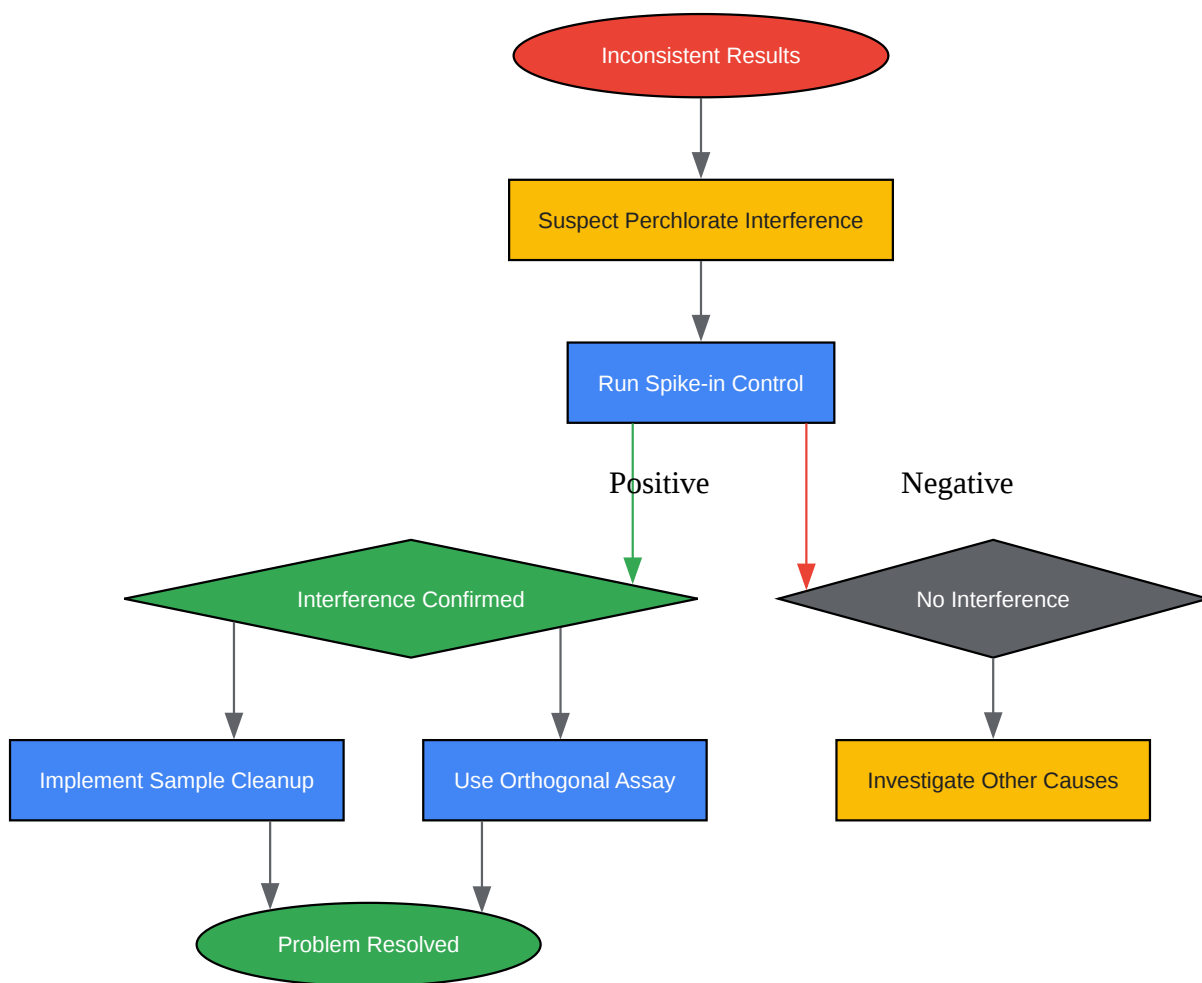 Inconsistent Results
Suspect Perchlorate Interference
Run Spike-in Control
Positive
Negative
Interference Confirmed
No Interference
Implement Sample Cleanup
Use Orthogonal Assay
Investigate Other Causes
Problem Resolved